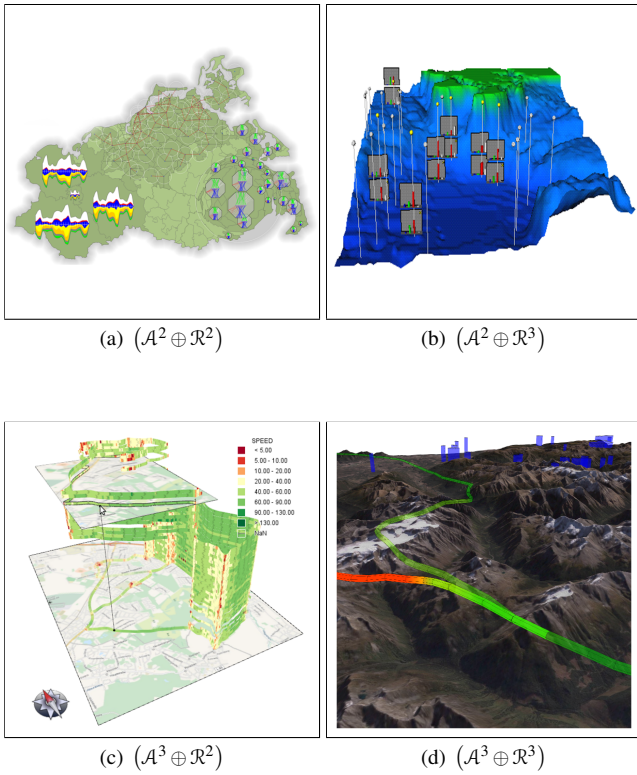 (a) (𝒜² ⊕ ℛ²)
(b) (𝒜² ⊕ ℛ³)
SPEED
< 5.00
5.00 - 10.00
10.00 - 20.00
20.00 - 40.00
40.00 - 60.00
60.00 - 90.00
90.00 - 130.00
130.00
NaN
(c) (𝒜³ ⊕ ℛ²)
(d) (𝒜³ ⊕ ℛ³)